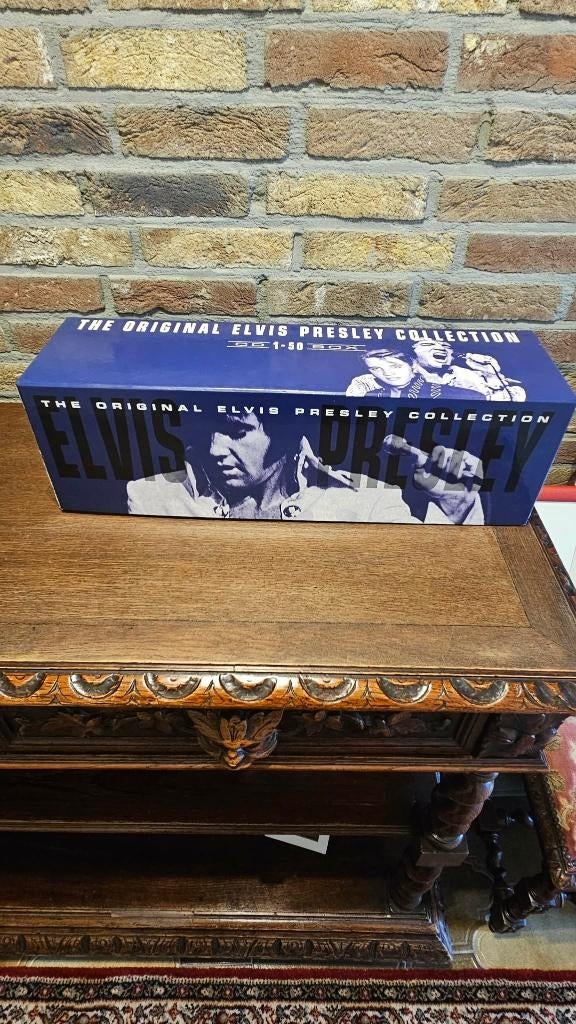 THE ORIGINAL ELVIS PRESLEY COLLECTION
CD 1-50 BOX
THE ORIGINAL ELVIS PRESLEY COLLECTION
ELVIS PRESLEY